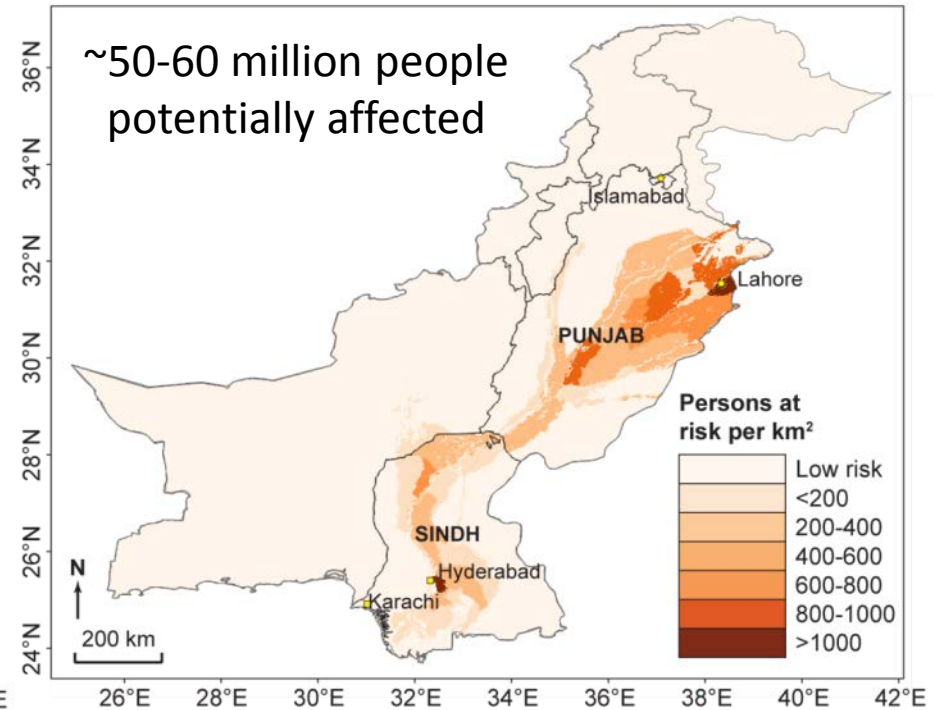 ~50-60 million people
potentially affected
36°N
34°N
32°N
30°N
28°N
26°N
24°N
Islamabad
Lahore
PUNJAB
SINDH
Hyderabad
Karachi
N
200 km
Persons at
risk per km²
Low risk
<200
200-400
400-600
600-800
800-1000
>1000
E
26°E 28°E 30°E 32°E 34°E 36°E 38°E 40°E 42°E